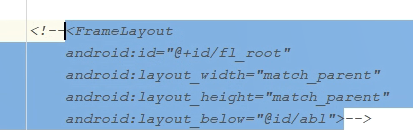 <!--<FrameLayout
android:id="@+id/fl_root"
android:layout_width="match_parent"
android:layout_height="match_parent"
android:layout_below="@id/abl">-->